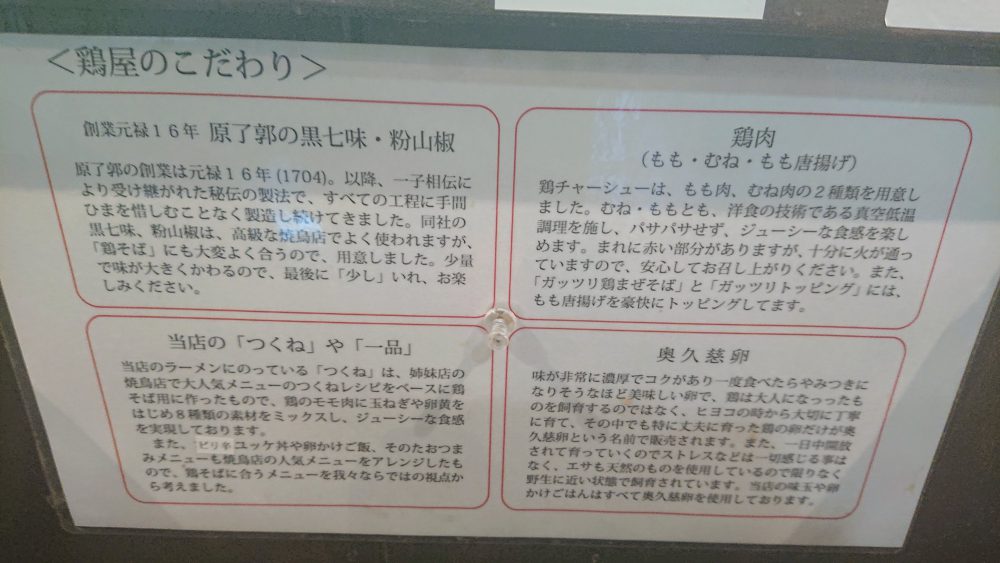 ＜鶏屋のこだわり＞
創業元禄１６年 原了郭の黒七味・粉山椒
原了郭の創業は元禄１６年(1704)。以降、一子相伝に
より受け継がれた秘伝の製法で、すべての工程に手間
ひまを惜しむことなく製造し続けてきました。同社の
黒七味、粉山椒は、高級な焼鳥店でよく使われますが、
「鶏そば」にも大変よく合うので、用意しました。少量
で味が大きくかわるので、最後に「少し」いれ、お楽
しみください。
鶏肉
（もも・むね・もも唐揚げ）
鶏チャーシューは、もも肉、むね肉の２種類を用意し
ました。むね・ももとも、洋食の技術である真空低温
調理を施し、パサパサせず、ジューシーな食感を楽し
めます。まれに赤い部分がありますが、十分に火が通っ
ていますので、安心してお召し上がりください。また、
「ガッツリ鶏まぜそば」と「ガッツリトッピング」には、
もも唐揚げを豪快にトッピングしてます。
当店の「つくね」や「一品」
当店のラーメンにのっている「つくね」は、姉妹店の
焼鳥店で大人気メニューのつくねレシピをベースに鶏
そば用に作ったもので、鶏のモモ肉に玉ねぎや卵黄を
はじめ８種類の素材をミックスし、ジューシーな食感
を実現しております。
また、ピリ辛ユッケ丼や卵かけご飯、そのたおつま
みメニューも焼鳥店の人気メニューをアレンジしたも
ので、鶏そばに合うメニューを我々ならではの視点か
ら考えました。
奥久慈卵
味が非常に濃厚でコクがあり一度食べたらやみつきに
なりそうなほど美味しい卵で、鶏は大人になっったも
のを飼育するのではなく、ヒヨコの時から大切に丁寧
に育て、その中でも特に丈夫に育った鶏の卵だけが奥
久慈卵という名前で販売されます。また、一日中開放
されて育っていくのでストレスなどは一切感じる事は
なく、エサも天然のものを使用しているので限りなく
野生に近い状態で飼育されています。当店の味玉や卵
かけごはんはすべて奥久慈卵を使用しております。